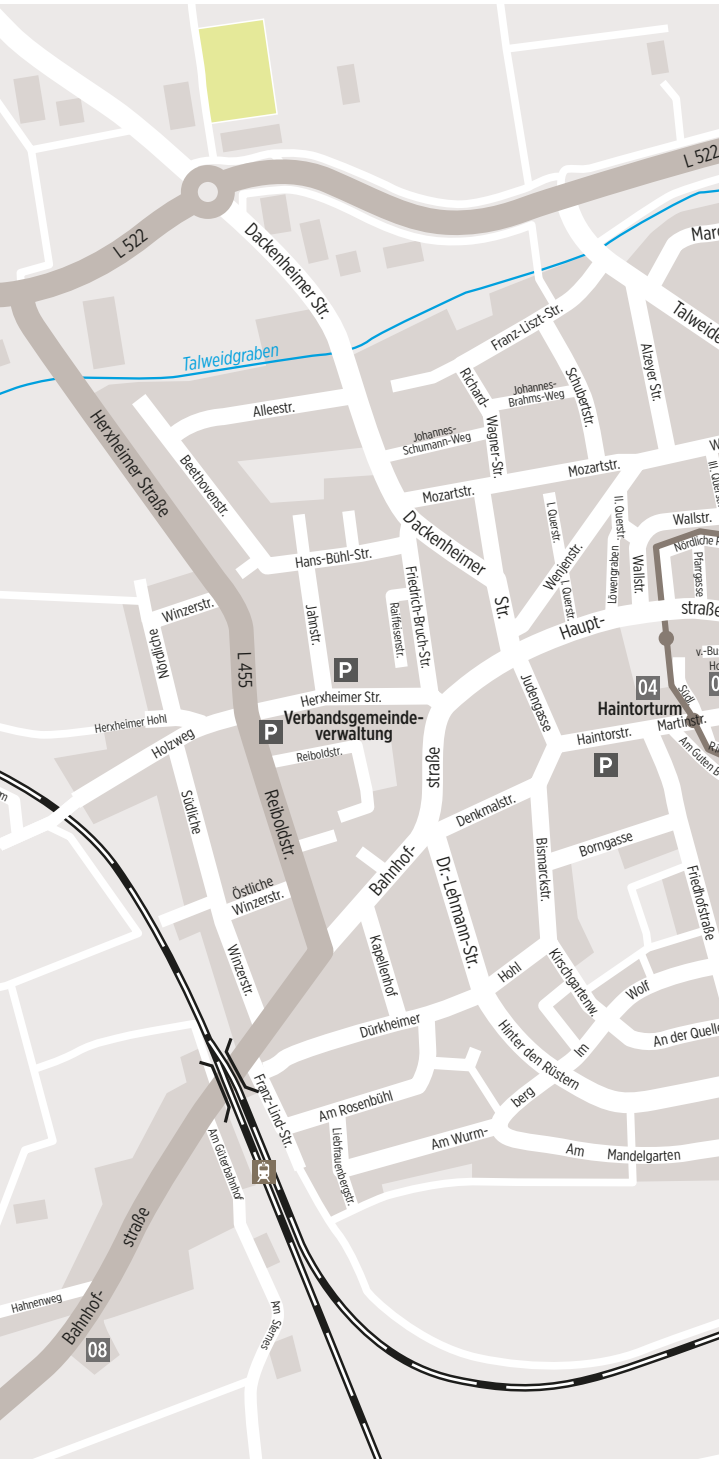 L 522
L 522
Dackenheimer Str.
Talweidgraben
Franz-Liszt-Str.
Alzeyer Str.
Schubertstr.
Richard-
Wagner-Str.
Johannes-
Brahms-Weg
Johannes-
Schumann-Weg
Alleestr.
Herxheimer Straße
Beethovenstr.
Mozartstr.
Mozartstr.
Dackenheimer
Str.
I. Querstr.
I. Querstr.
II. Querstr.
Wenjenstr.
Löwengraben
Wallstr.
Wallstr.
Pfarrgasse
Hans-Bühl-Str.
Friedrich-Bruch-Str.
Raiffeisenstr.
Jahnstr.
Winzerstr.
Nördliche
L 455
Haupt-
straße
P
Herxheimer Str.
Verbandsgemeinde-
verwaltung
P
Reiboldstr.
Herxheimer Hohl
Holzweg
Judengasse
04
Haintorturm
Haintorstr.
Martinstr.
P
straße
Südliche
Reiboldstr.
Denkmalstr.
Bismarckstr.
Borngasse
Friedhofstraße
Bahnhof-
Dr.-Lehmann-Str.
Östliche
Winzerstr.
Winzerstr.
Kapellenhof
Dürkheimer
Hohl
Kirschgartenw.
Im
Wolf
berg
An der Quelle
Hinter den Rüstern
Franz-Lind-Str.
Am Rosenbühl
Liebfrauenbergstr.
Am Wurm-
Am
Mandelgarten
Am Güterbahnhof
straße
Bahnhof-
Hahnenweg
08
Am
Sternes